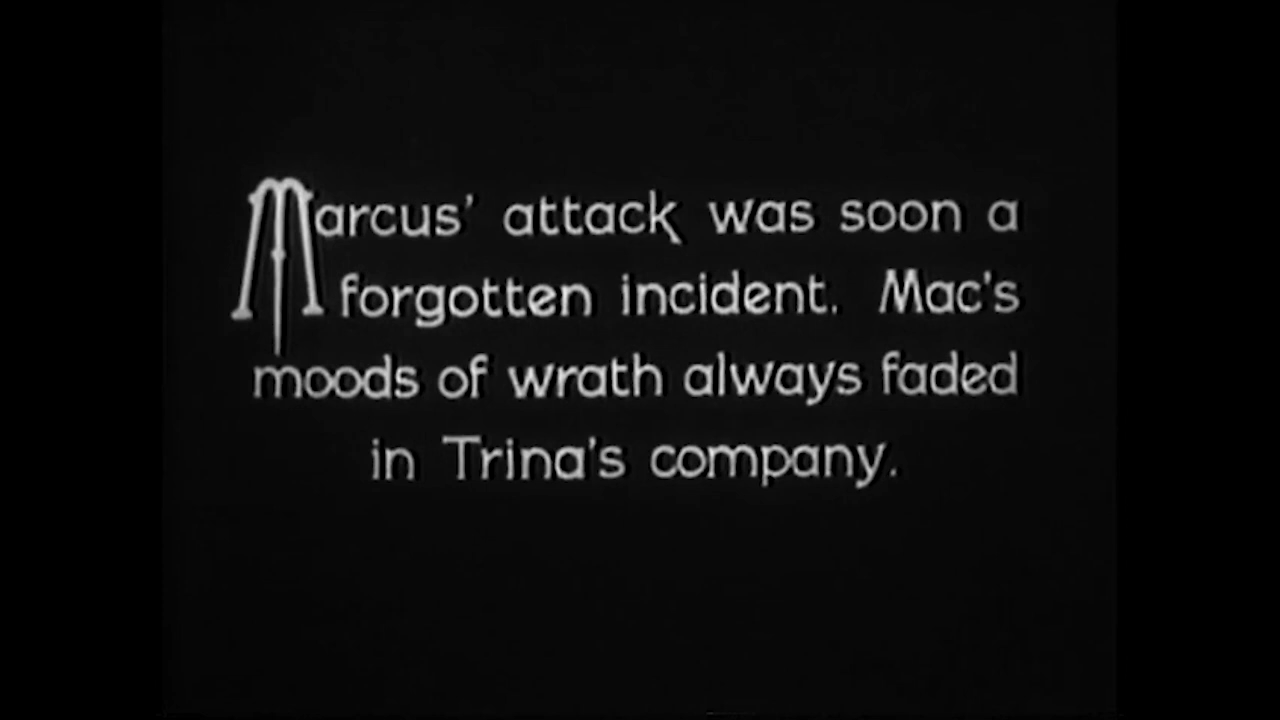 Marcus’ attack was soon a
forgotten incident. Mac’s
moods of wrath always faded
in Trina’s company.